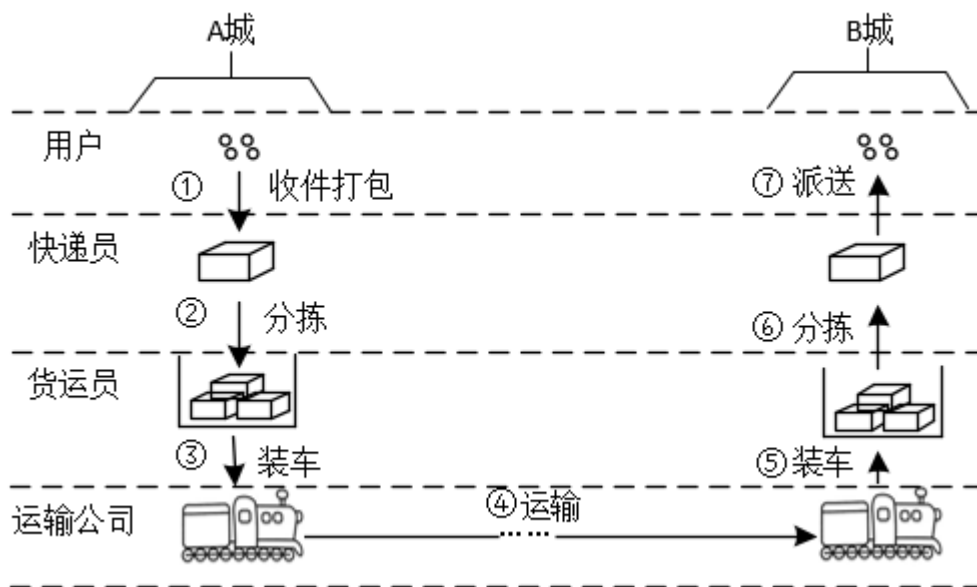 A城 B城
用户
① 收件打包 ⑦ 派送
快递员
② 分拣 ⑥ 分拣
货运员
③ 装车 ⑤ 装车
运输公司 ④ 运输
……